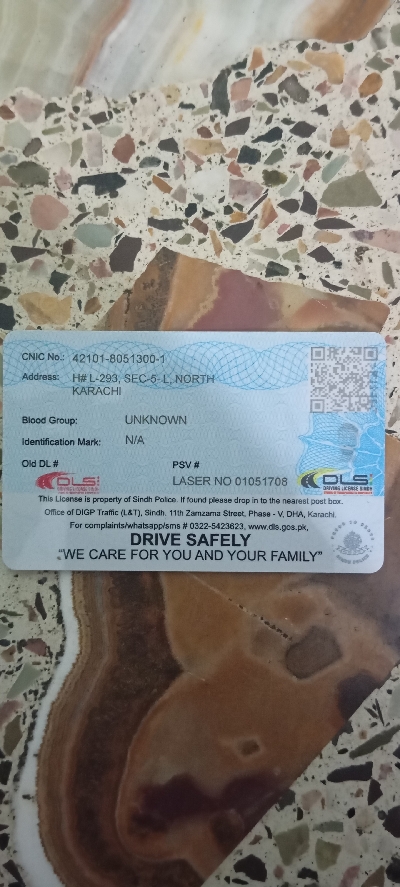 CNIC No.: 42101-8051300-1
Address: H# L-293, SEC-5- L, NORTH
KARACHI
Blood Group: UNKNOWN
Identification Mark: N/A
Old DL # PSV #
DLS LASER NO 01051708 DLS
DRIVING LICENSE SINDH
This License is property of Sindh Police. If found please drop in to the nearest post box.
Office of DIGP Traffic (L&T), Sindh, 11th Zamzama Street, Phase - V, DHA, Karachi.
For complaints/whatsapp/sms # 0322-5423623, www.dls.gos.pk,
DRIVE SAFELY
"WE CARE FOR YOU AND YOUR FAMILY"